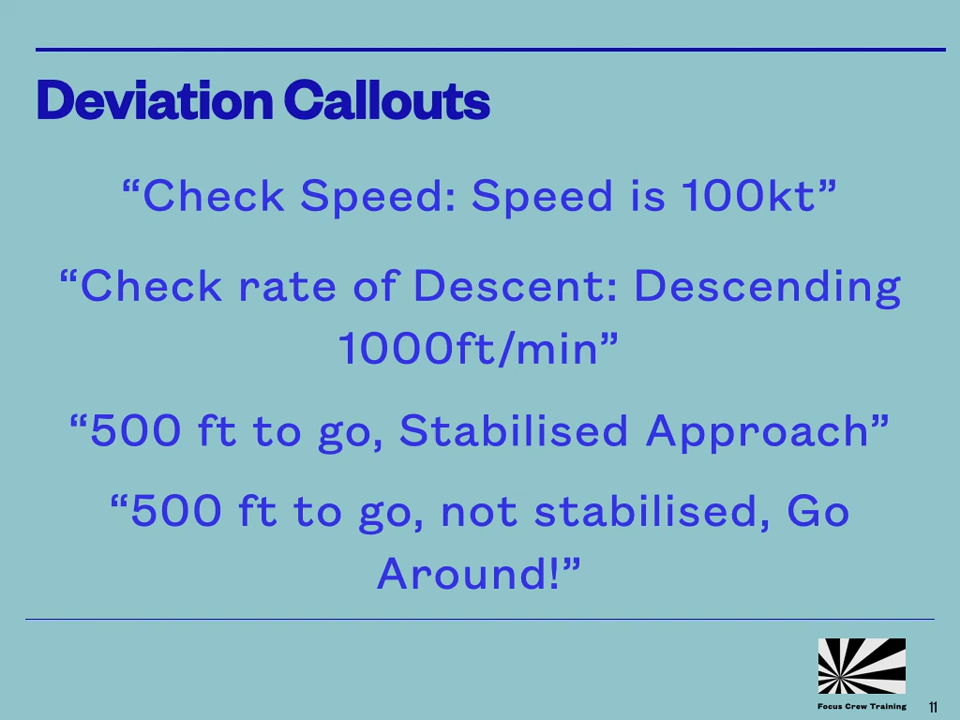 Deviation Callouts
“Check Speed: Speed is 100kt”
“Check rate of Descent: Descending
1000ft/min”
“500 ft to go, Stabilised Approach”
“500 ft to go, not stabilised, Go
Around!”
Focus Crew Training
11